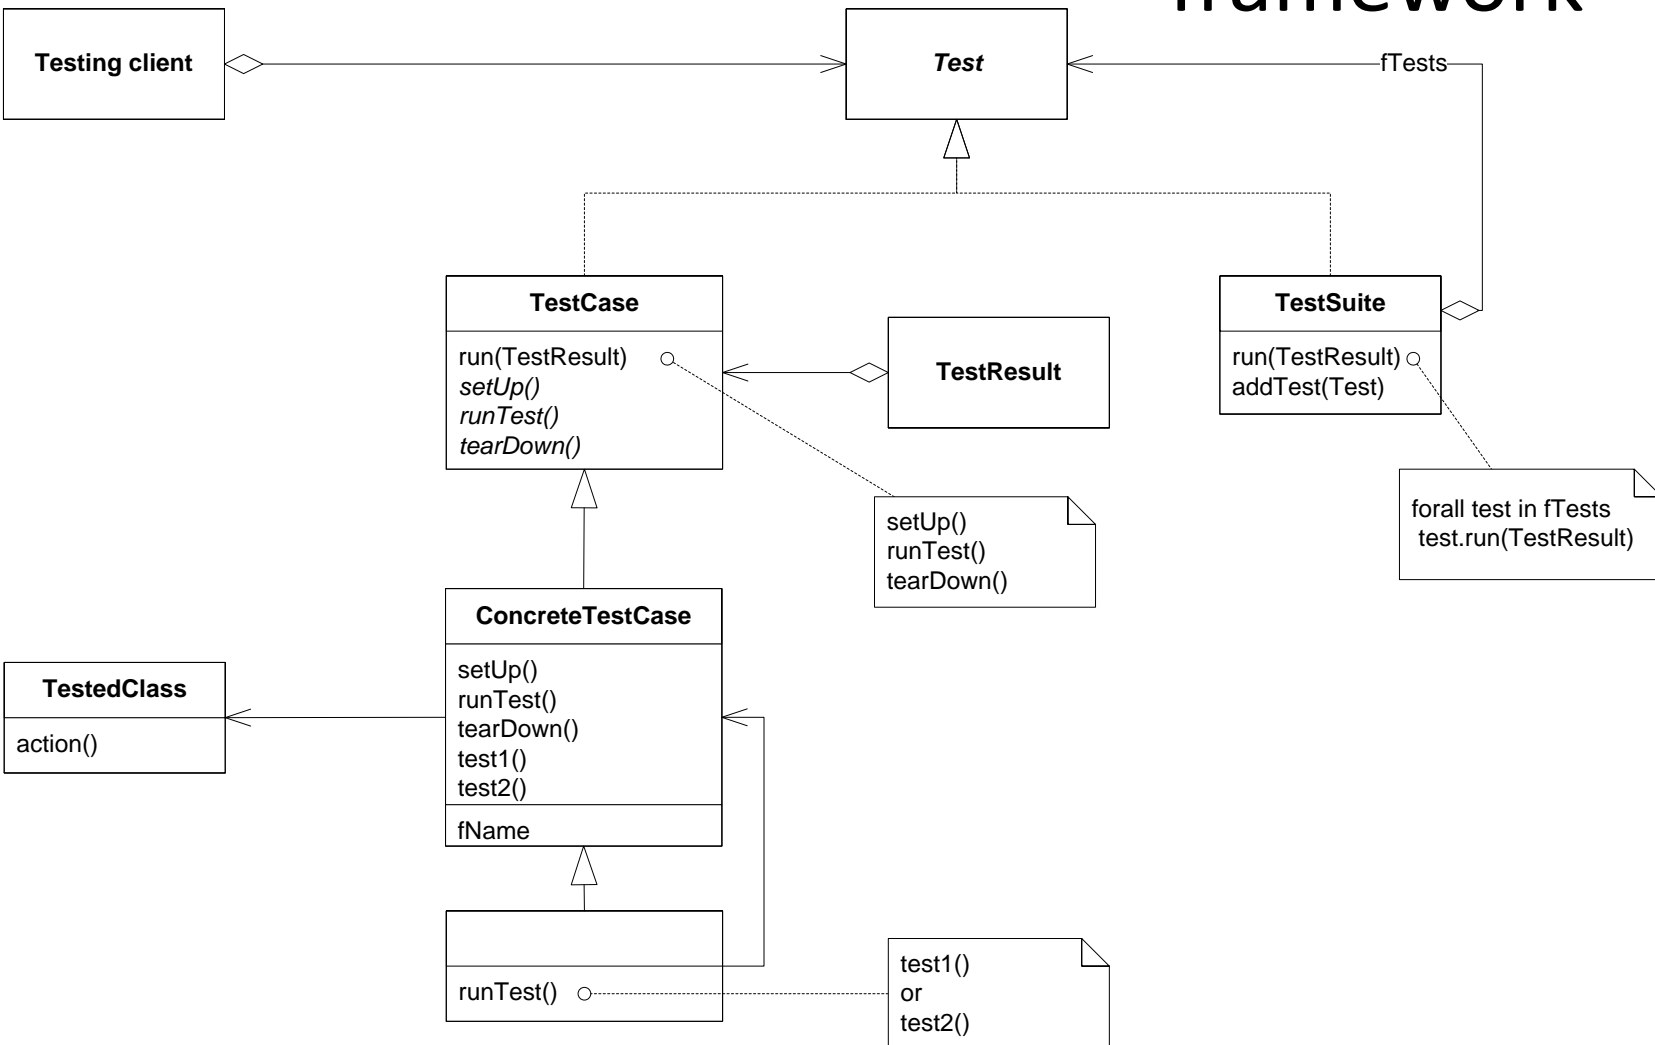 framework
Testing client
Test
fTests
TestCase
run(TestResult)
setUp()
runTest()
tearDown()
TestResult
TestSuite
run(TestResult)
addTest(Test)
setUp()
runTest()
tearDown()
forall test in fTests
test.run(TestResult)
ConcreteTestCase
setUp()
runTest()
tearDown()
test1()
test2()
fName
TestedClass
action()
runTest()
test1()
or
test2()